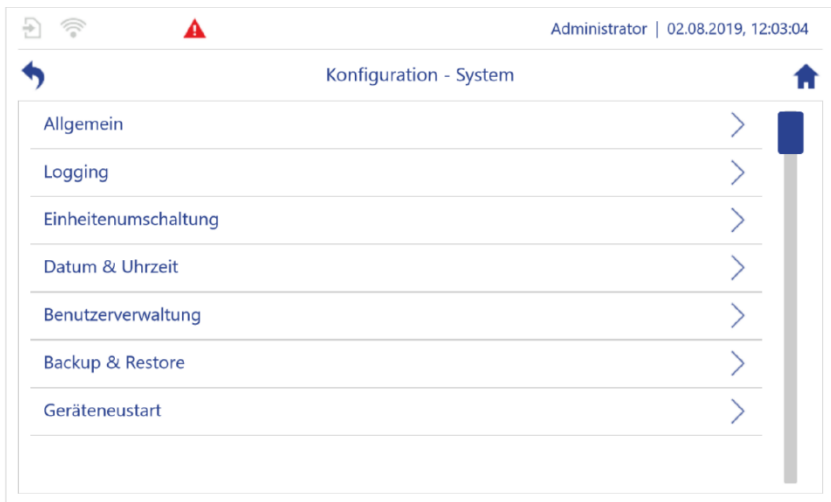 Administrator | 02.08.2019, 12:03:04
Konfiguration - System
Allgemein
Logging
Einheitenumschaltung
Datum & Uhrzeit
Benutzerverwaltung
Backup & Restore
Geräteneustart